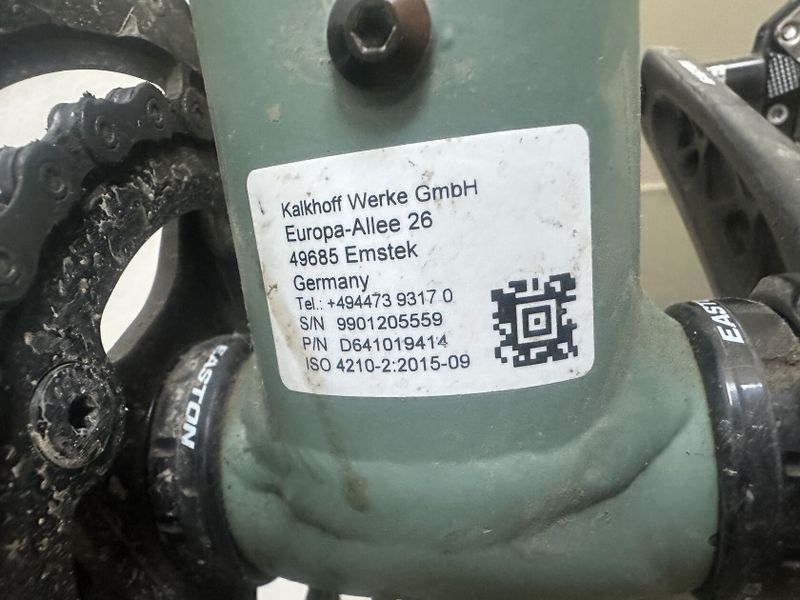 Kalkhoff Werke GmbH
Europa-Allee 26
49685 Emstek
Germany
Tel.: +494473 9317 0
S/N 9901205559
P/N D641019414
ISO 4210-2:2015-09
EASTON
EASTON